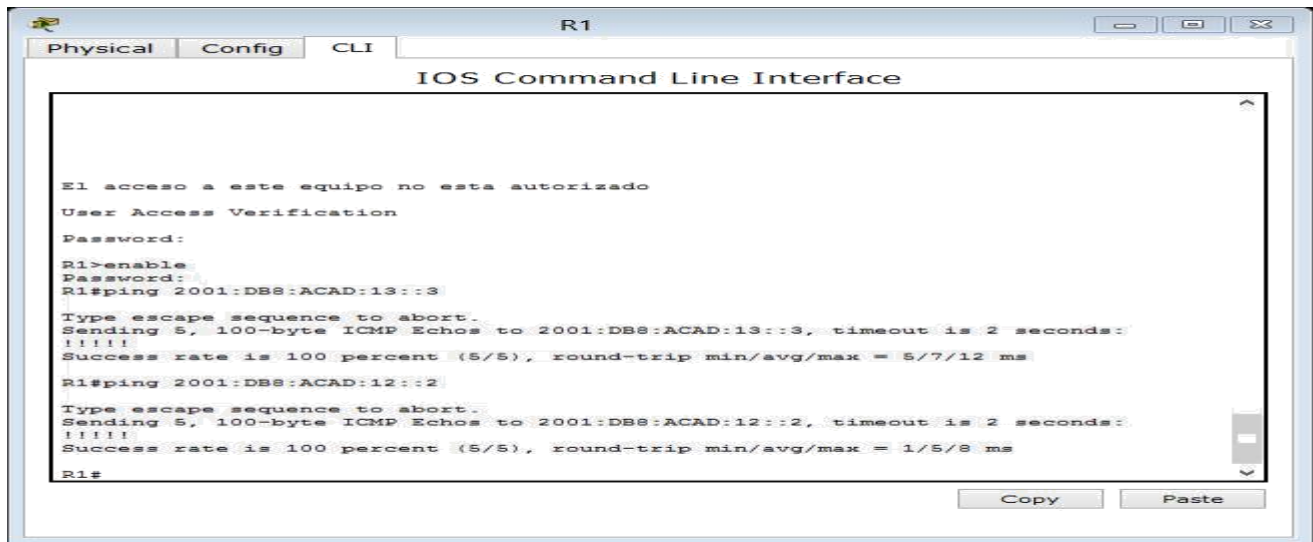 R1
Physical Config CLI
IOS Command Line Interface
El acceso a este equipo no esta autorizado
User Access Verification
Password:
R1>enable
Password:
R1#ping 2001:DB8:ACAD:13::3
Type escape sequence to abort.
Sending 5, 100-byte ICMP Echos to 2001:DB8:ACAD:13::3, timeout is 2 seconds:
!!!!!
Success rate is 100 percent (5/5), round-trip min/avg/max = 5/7/12 ms
R1#ping 2001:DB8:ACAD:12::2
Type escape sequence to abort.
Sending 5, 100-byte ICMP Echos to 2001:DB8:ACAD:12::2, timeout is 2 seconds:
!!!!!
Success rate is 100 percent (5/5), round-trip min/avg/max = 1/5/8 ms
R1#
Copy Paste